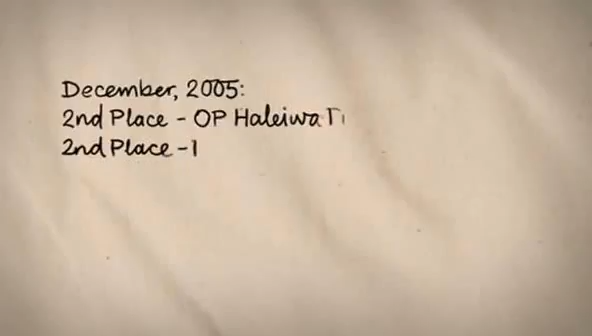 December, 2005:
2nd Place - OP Haleiwa
2nd Place -